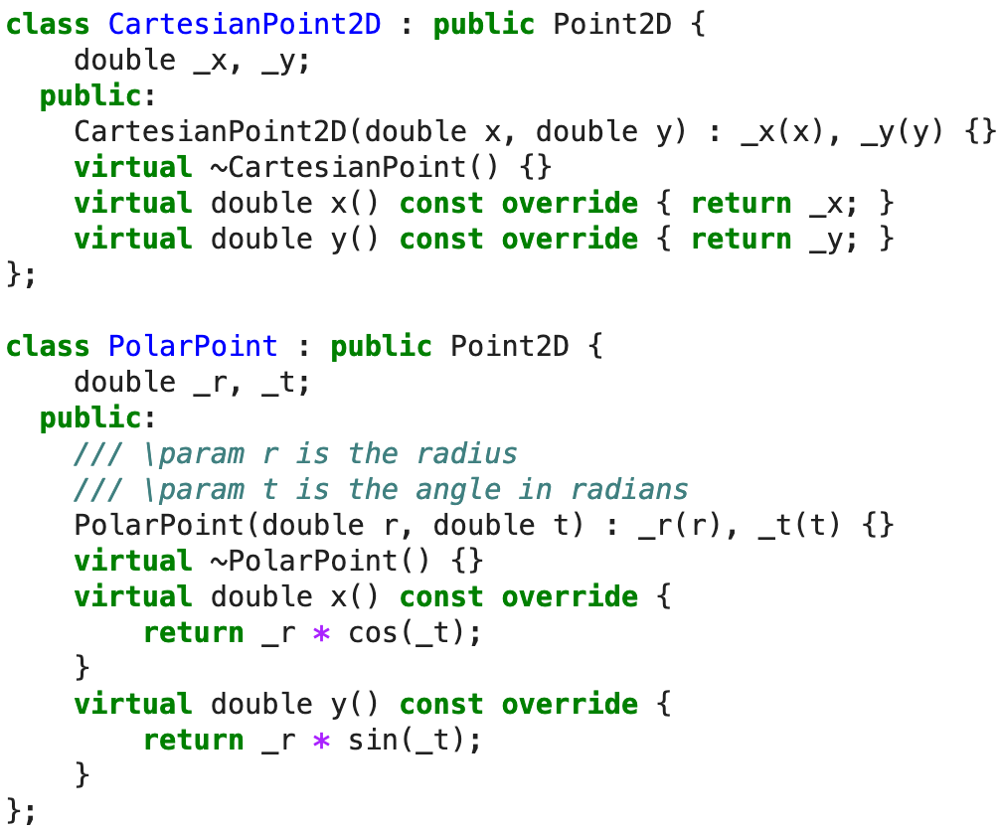 class CartesianPoint2D : public Point2D {
    double _x, _y;
  public:
    CartesianPoint2D(double x, double y) : _x(x), _y(y) {}
    virtual ~CartesianPoint() {}
    virtual double x() const override { return _x; }
    virtual double y() const override { return _y; }
};

class PolarPoint : public Point2D {
    double _r, _t;
  public:
    /// \param r is the radius
    /// \param t is the angle in radians
    PolarPoint(double r, double t) : _r(r), _t(t) {}
    virtual ~PolarPoint() {}
    virtual double x() const override {
        return _r * cos(_t);
    }
    virtual double y() const override {
        return _r * sin(_t);
    }
};